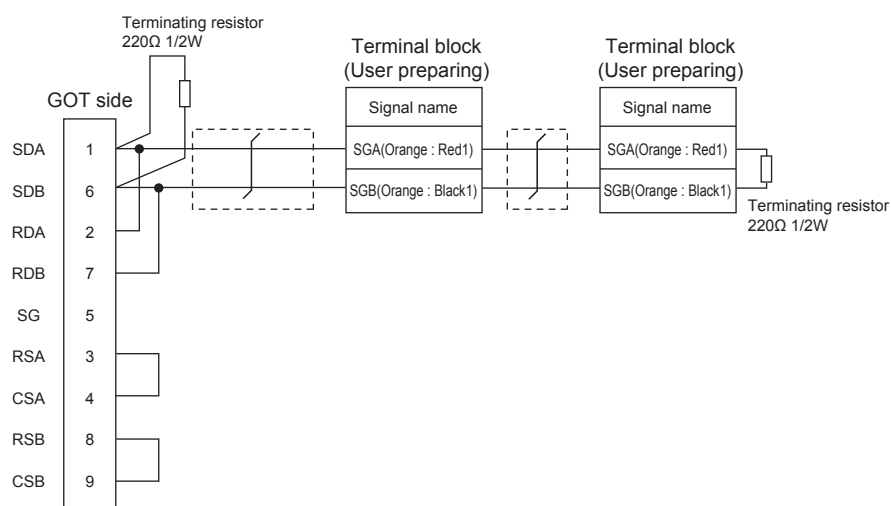 Terminating resistor
220Ω 1/2W
Terminal block
(User preparing)
Terminal block
(User preparing)
GOT side
Signal name
Signal name
SDA 1 SGA(Orange : Red1) SGA(Orange : Red1)
SDB 6 SGB(Orange : Black1) SGB(Orange : Black1)
Terminating resistor
220Ω 1/2W
RDA 2
RDB 7
SG 5
RSA 3
CSA 4
RSB 8
CSB 9